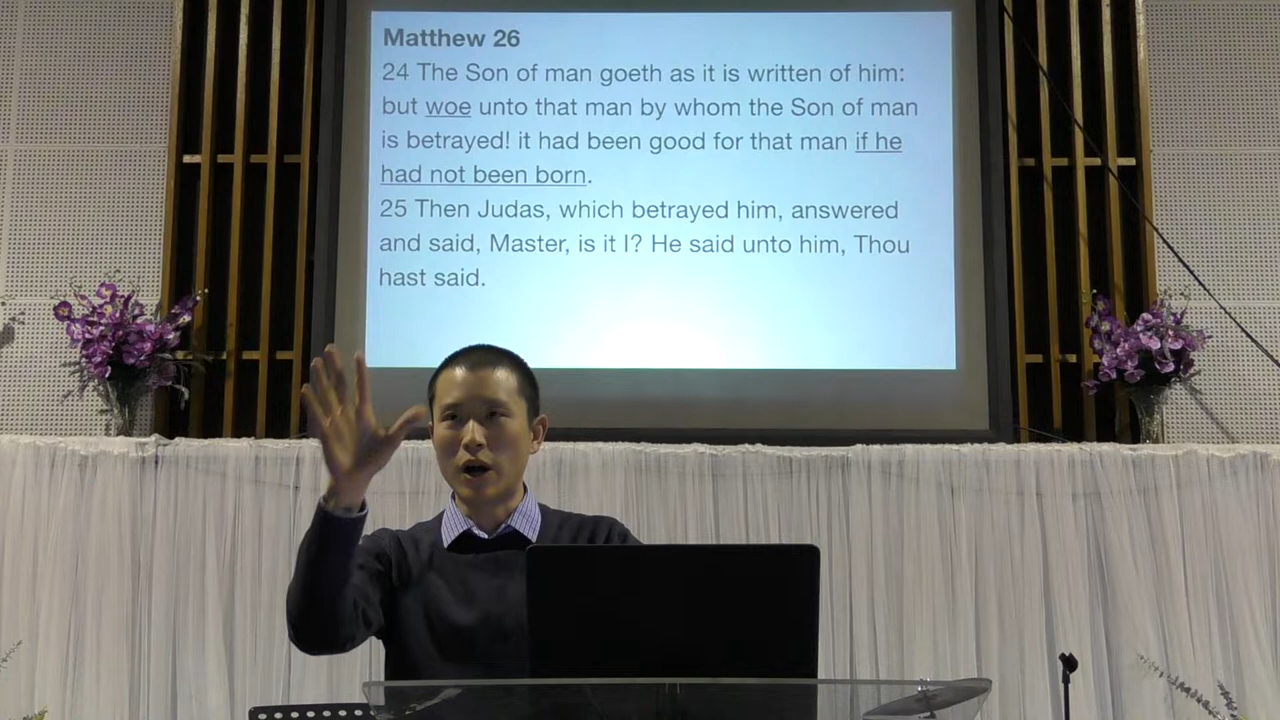 Matthew 26
24 The Son of man goeth as it is written of him:
but woe unto that man by whom the Son of man
is betrayed! it had been good for that man if he
had not been born.
25 Then Judas, which betrayed him, answered
and said, Master, is it I? He said unto him, Thou
hast said.